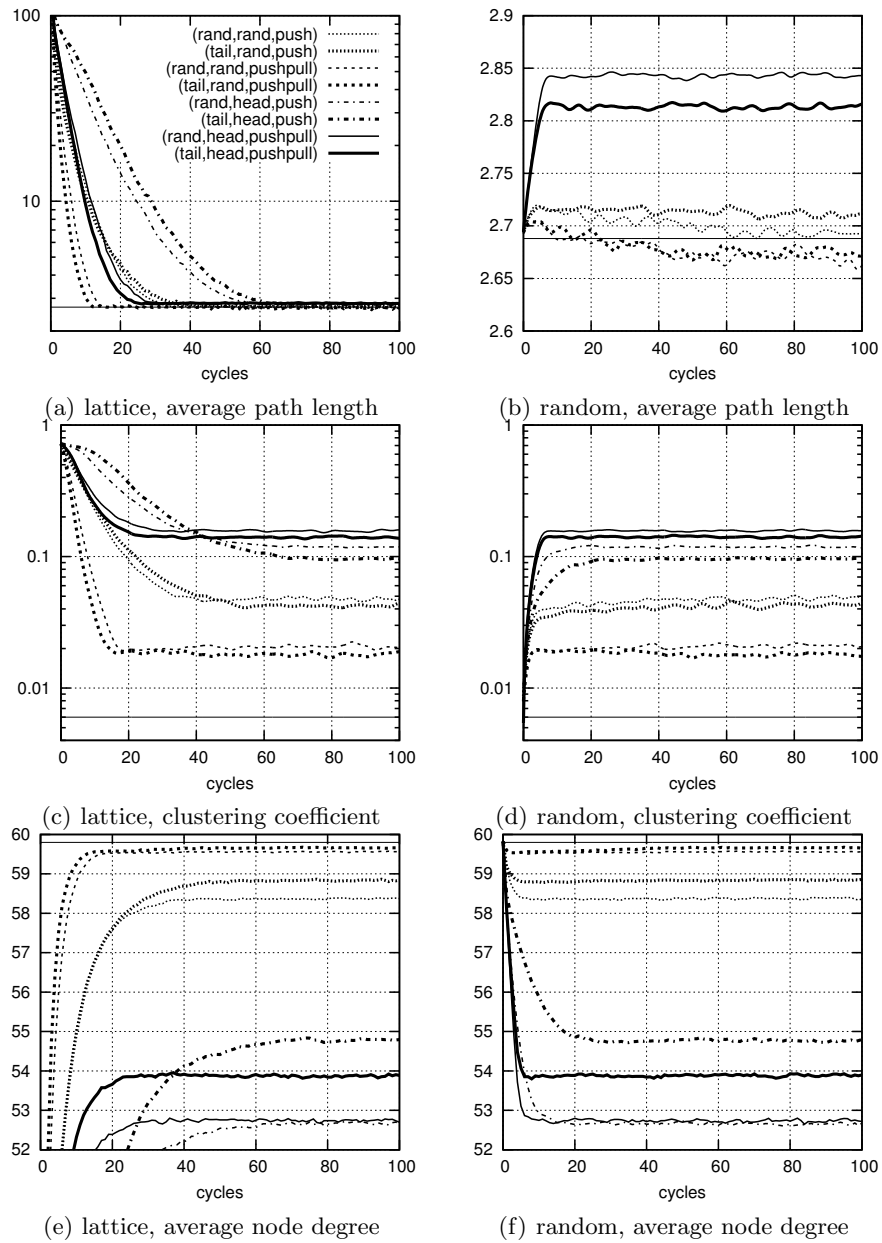 100
10
(rand,rand,push)
(tail,rand,push)
(rand,rand,pushpull)
(tail,rand,pushpull)
(rand,head,push)
(tail,head,push)
(rand,head,pushpull)
(tail,head,pushpull)
0 20 40 60 80 100
cycles
(a) lattice, average path length
2.9
2.85
2.8
2.75
2.7
2.65
2.6
0 20 40 60 80 100
cycles
(b) random, average path length
1
0.1
0.01
0 20 40 60 80 100
cycles
(c) lattice, clustering coefficient
1
0.1
0.01
0 20 40 60 80 100
cycles
(d) random, clustering coefficient
60
59
58
57
56
55
54
53
52
0 20 40 60 80 100
cycles
(e) lattice, average node degree
60
59
58
57
56
55
54
53
52
0 20 40 60 80 100
cycles
(f) random, average node degree